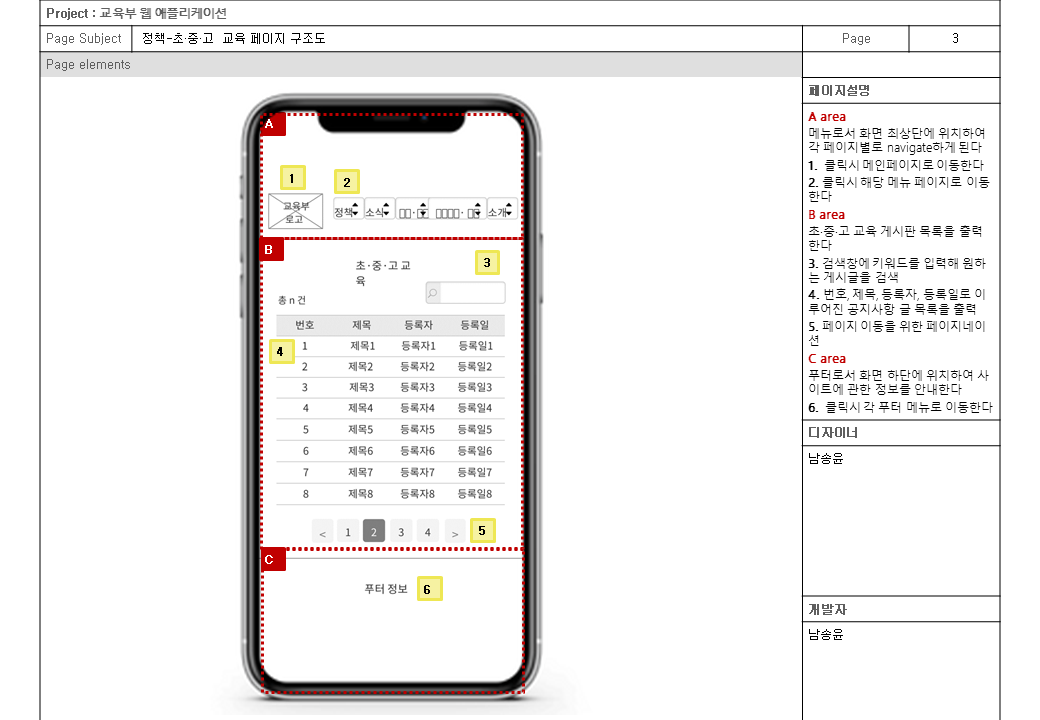 Project : 교육부 웹 애플리케이션
Page Subject 정책-초·중·고 교육 페이지 구조도 Page 3
Page elements
A
1
2
교육부
로고
정책 소식 소개
B
초·중·고 교
육
3
총 n 건
번호 제목 등록자 등록일
4
1 제목1 등록자1 등록일1
2 제목2 등록자2 등록일2
3 제목3 등록자3 등록일3
4 제목4 등록자4 등록일4
5 제목5 등록자5 등록일5
6 제목6 등록자6 등록일6
7 제목7 등록자7 등록일7
8 제목8 등록자8 등록일8
< 1 2 3 4 > 5
C
푸터 정보 6
페이지설명
A area
메뉴로서 화면 최상단에 위치하여
각 페이지별로 navigate하게 된다
1. 클릭시 메인페이지로 이동한다
2. 클릭시 해당 메뉴 페이지로 이동
한다
B area
초·중·고 교육 게시판 목록을 출력
한다
3. 검색창에 키워드를 입력해 원하
는 게시글을 검색
4. 번호, 제목, 등록자, 등록일로 이
루어진 공지사항 글 목록을 출력
5. 페이지 이동을 위한 페이지네이
션
C area
푸터로서 화면 하단에 위치하여 사
이트에 관한 정보를 안내한다
6. 클릭시 각 푸터 메뉴로 이동한다
디자이너
남송윤
개발자
남송윤